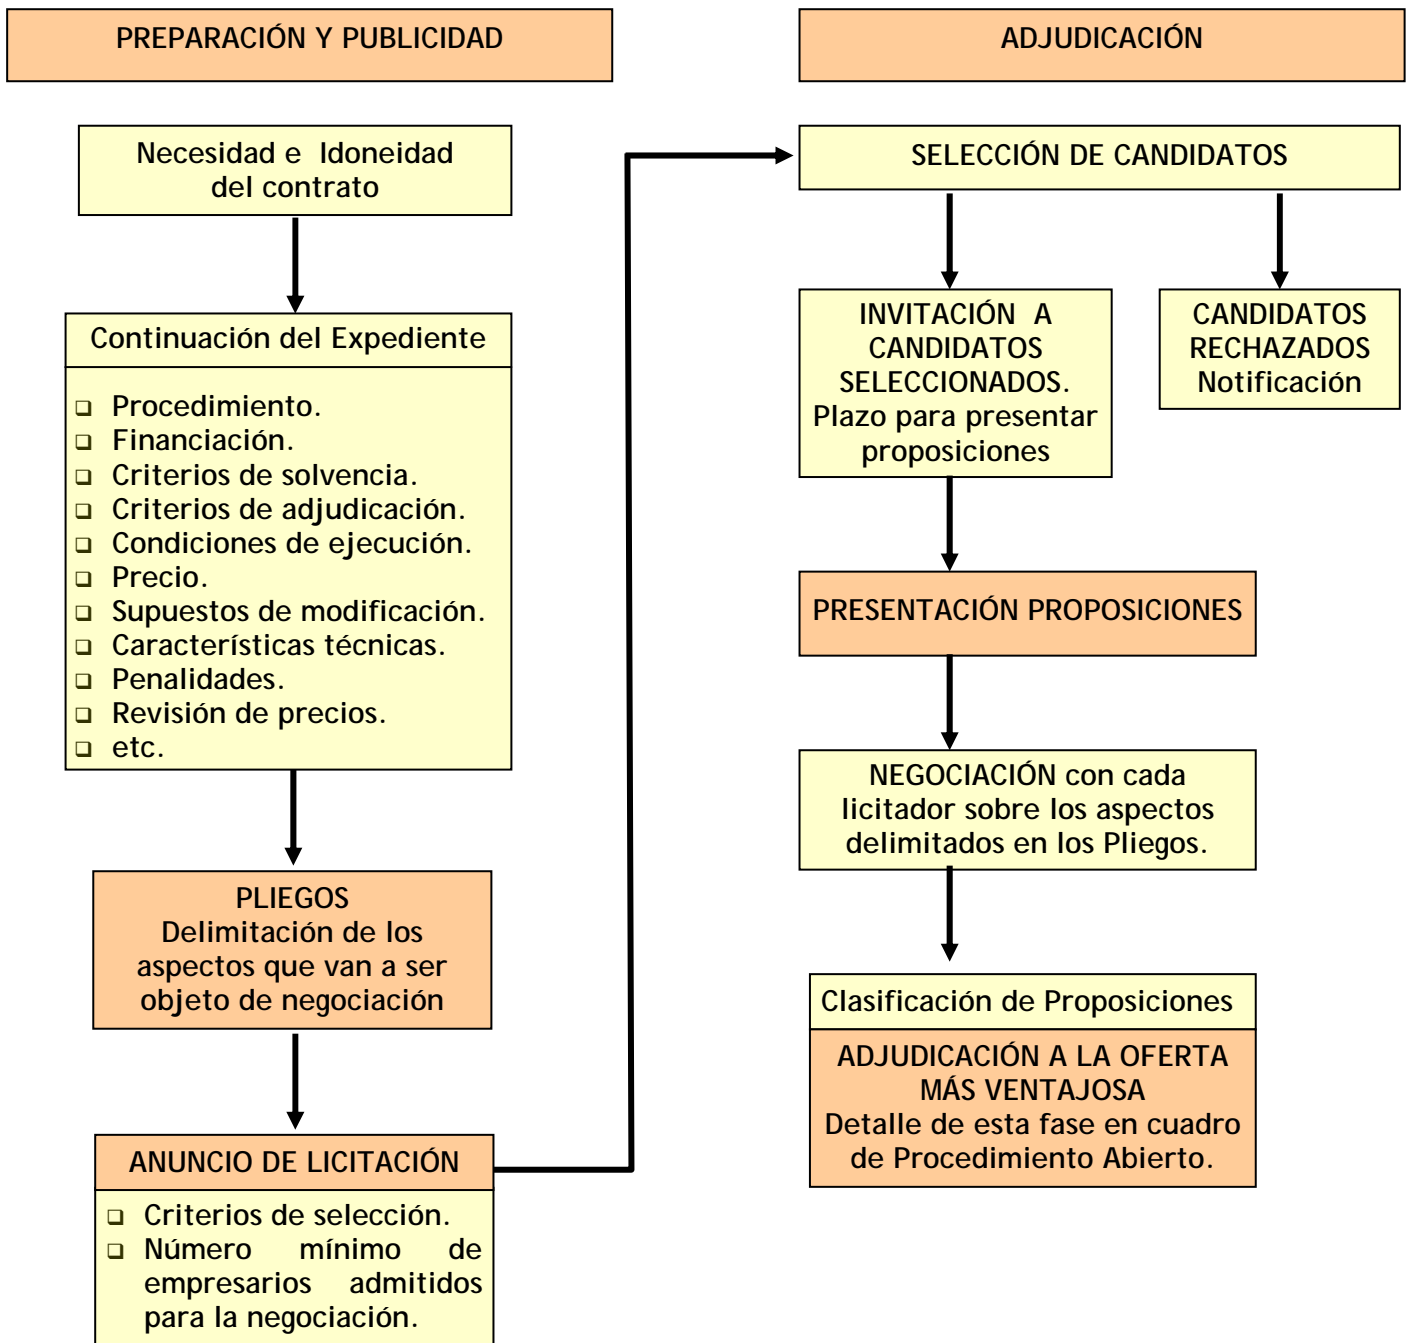 PREPARACIÓN Y PUBLICIDAD
Necesidad e Idoneidad
del contrato
Continuación del Expediente
❑ Procedimiento.
❑ Financiación.
❑ Criterios de solvencia.
❑ Criterios de adjudicación.
❑ Condiciones de ejecución.
❑ Precio.
❑ Supuestos de modificación.
❑ Características técnicas.
❑ Penalidades.
❑ Revisión de precios.
❑ etc.
PLIEGOS
Delimitación de los
aspectos que van a ser
objeto de negociación
ANUNCIO DE LICITACIÓN
❑ Criterios de selección.
❑ Número mínimo de
empresarios admitidos
para la negociación.
ADJUDICACIÓN
SELECCIÓN DE CANDIDATOS
INVITACIÓN A
CANDIDATOS
SELECCIONADOS.
Plazo para presentar
proposiciones
CANDIDATOS
RECHAZADOS
Notificación
PRESENTACIÓN PROPOSICIONES
NEGOCIACIÓN con cada
licitador sobre los aspectos
delimitados en los Pliegos.
Clasificación de Proposiciones
ADJUDICACIÓN A LA OFERTA
MÁS VENTAJOSA
Detalle de esta fase en cuadro
de Procedimiento Abierto.